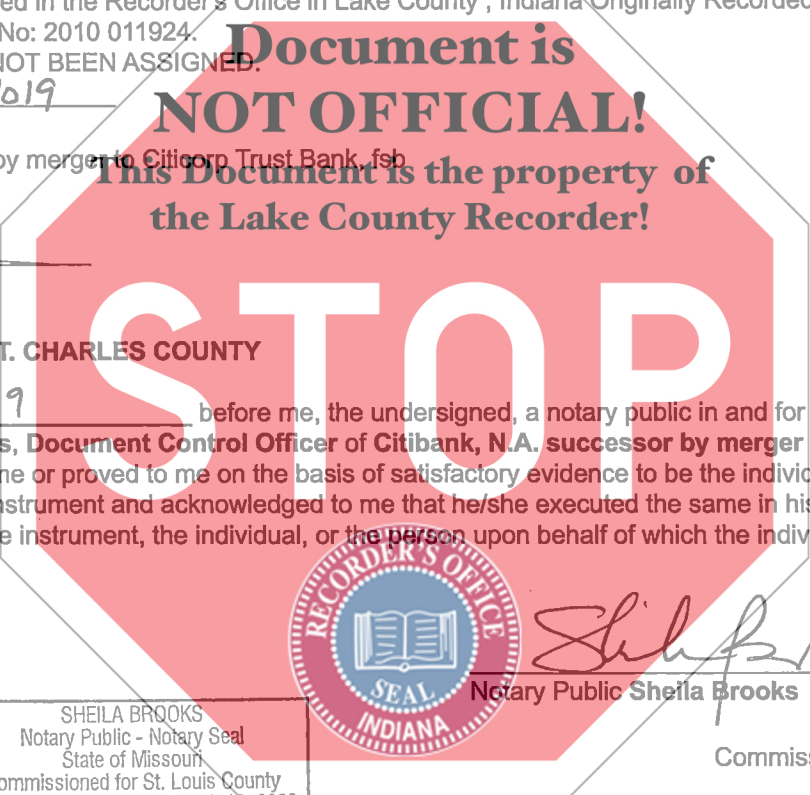 ed in the Recorder's Office in Lake County , Indiana Originally Recorded
No: 2010 011924.
NOT BEEN ASSIGNED.
Document is
2019
NOT OFFICIAL!
by merger to Citicorp Trust Bank, fsb
This Document is the property of
the Lake County Recorder!
STOP
T. CHARLES COUNTY
9 before me, the undersigned, a notary public in and for
s, Document Control Officer of Citibank, N.A. successor by merger
me or proved to me on the basis of satisfactory evidence to be the individ
nstrument and acknowledged to me that he/she executed the same in his
e instrument, the individual, or the person upon behalf of which the indiv
RECORDER'S OFFICE
SEAL
INDIANA
Notary Public Sheila Brooks
SHEILA BROOKS
Notary Public - Notary Seal
State of Missouri
ommissioned for St. Louis County
Commiss